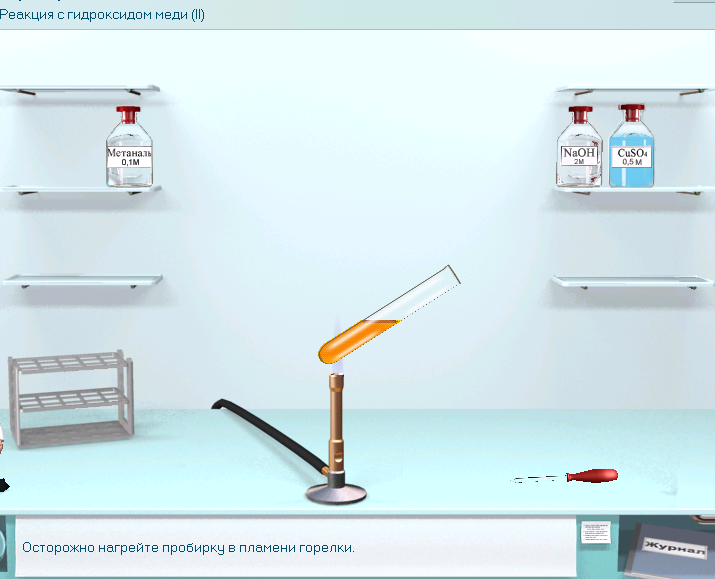 Реакция с гидроксидом меди (II)
Метаналь
0,1М
NaOH
2М
CuSO4
0,5 М
Осторожно нагрейте пробирку в пламени горелки.
Журнал